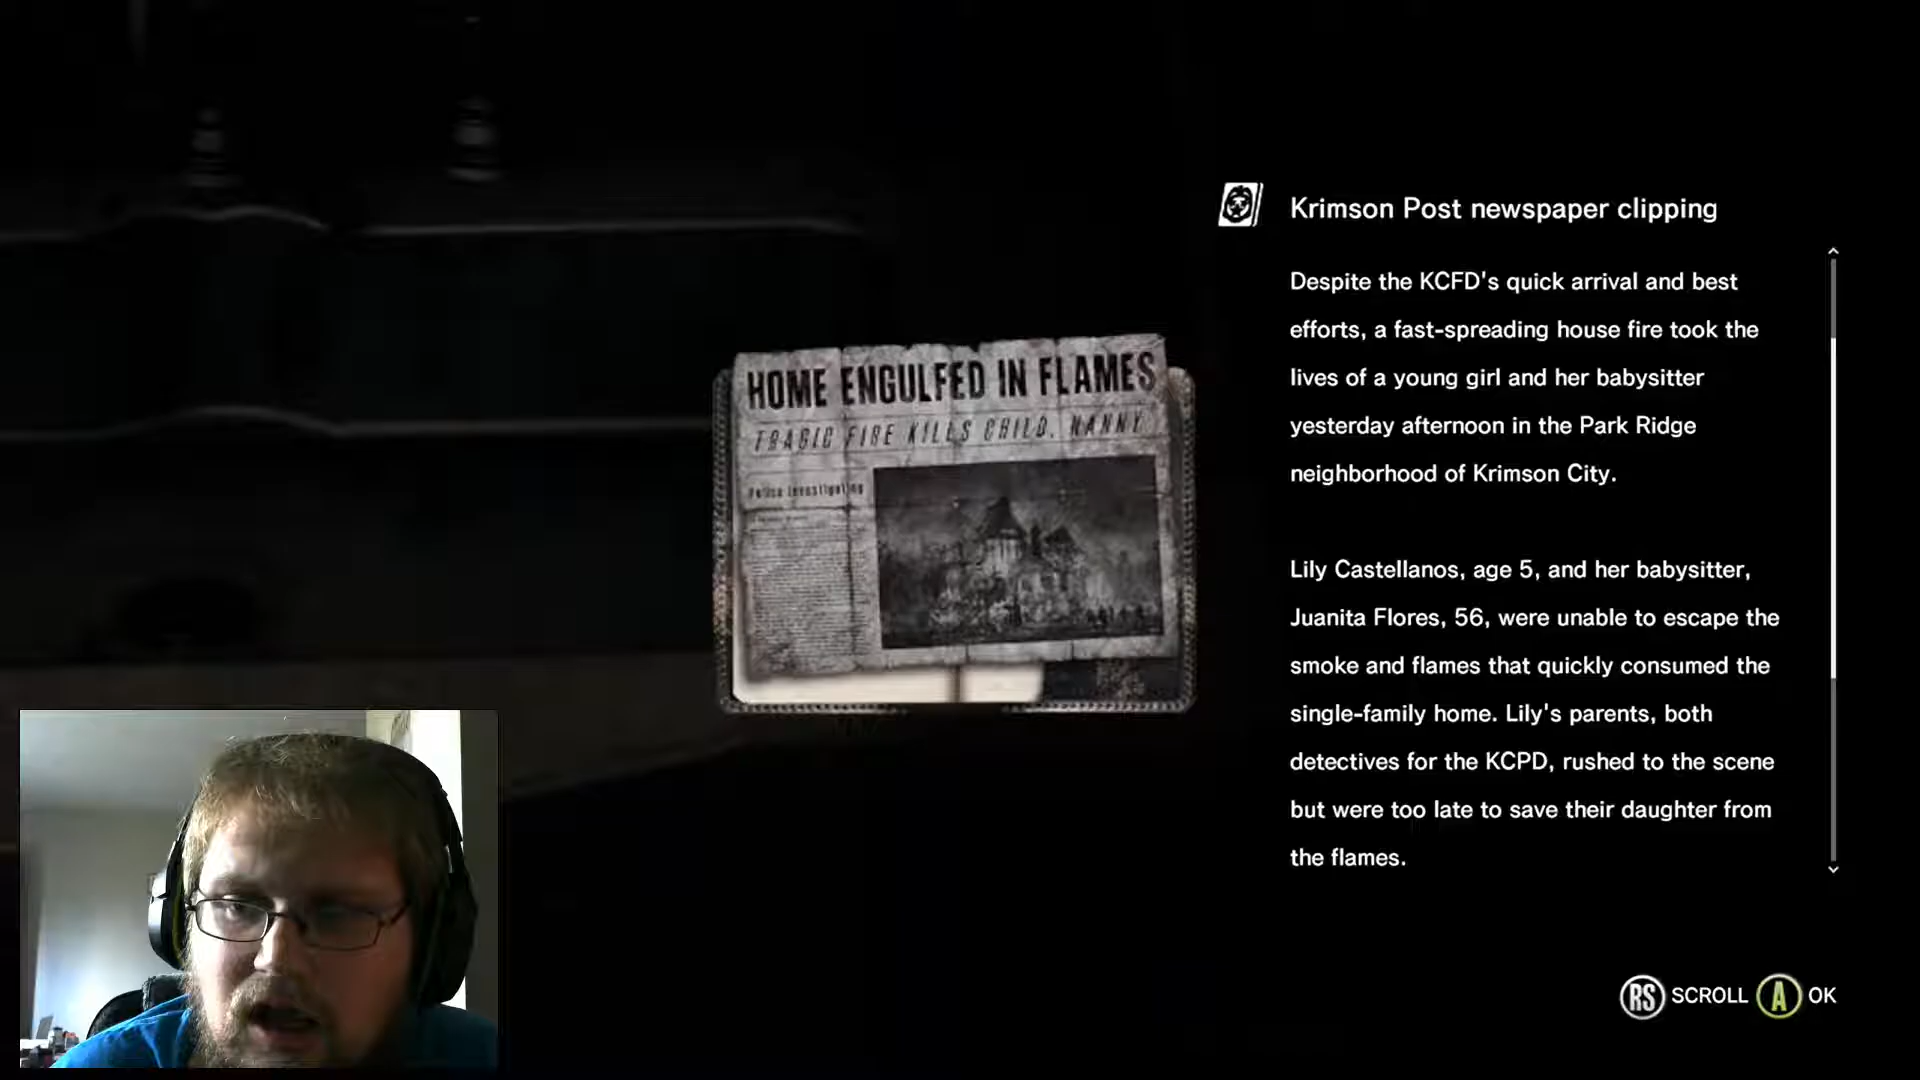 Krimson Post newspaper clipping
Despite the KCFD's quick arrival and best
efforts, a fast-spreading house fire took the
lives of a young girl and her babysitter
yesterday afternoon in the Park Ridge
neighborhood of Krimson City.
Lily Castellanos, age 5, and her babysitter,
Juanita Flores, 56, were unable to escape the
smoke and flames that quickly consumed the
single-family home. Lily's parents, both
detectives for the KCPD, rushed to the scene
but were too late to save their daughter from
the flames.
HOME ENGULFED IN FLAMES
TRAGIC FIRE KILLS CHILD, NANNY
Police Investigating
RS SCROLL A OK